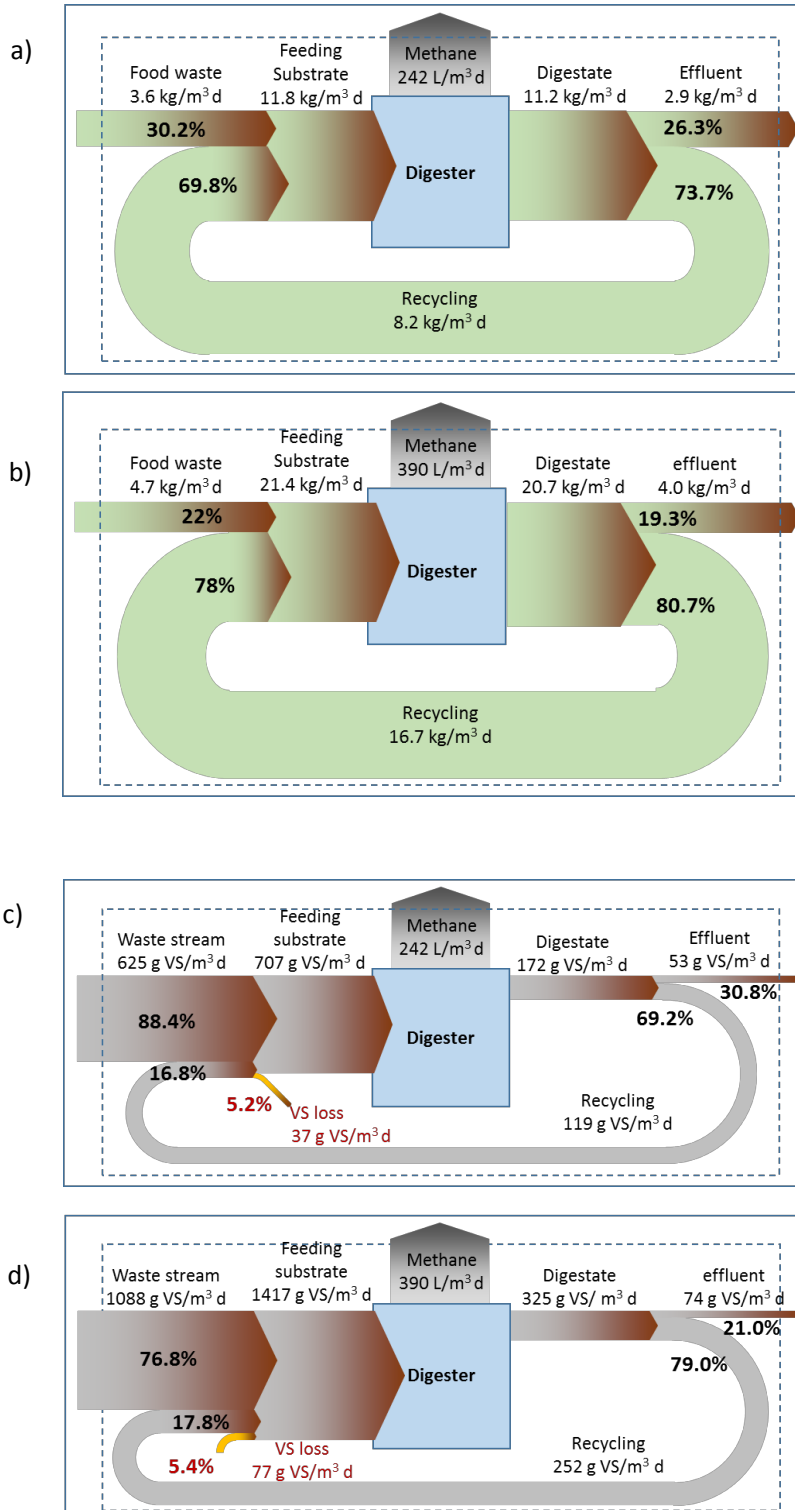 a)
Food waste
3.6 kg/m³ d
30.2%
69.8%
Feeding
Substrate
11.8 kg/m³ d
Methane
242 L/m³ d
Digester
Digestate
11.2 kg/m³ d
Effluent
2.9 kg/m³ d
26.3%
73.7%
Recycling
8.2 kg/m³ d
b)
Food waste
4.7 kg/m³ d
22%
78%
Feeding
Substrate
21.4 kg/m³ d
Methane
390 L/m³ d
Digester
Digestate
20.7 kg/m³ d
effluent
4.0 kg/m³ d
19.3%
80.7%
Recycling
16.7 kg/m³ d
c)
Waste stream
625 g VS/m³ d
88.4%
16.8%
5.2%
VS loss
37 g VS/m³ d
Feeding
substrate
707 g VS/m³ d
Methane
242 L/m³ d
Digester
Digestate
172 g VS/m³ d
Effluent
53 g VS/m³ d
30.8%
69.2%
Recycling
119 g VS/m³ d
d)
Waste stream
1088 g VS/m³ d
76.8%
17.8%
5.4%
VS loss
77 g VS/m³ d
Feeding
substrate
1417 g VS/m³ d
Methane
390 L/m³ d
Digester
Digestate
325 g VS/ m³ d
effluent
74 g VS/m³ d
21.0%
79.0%
Recycling
252 g VS/m³ d